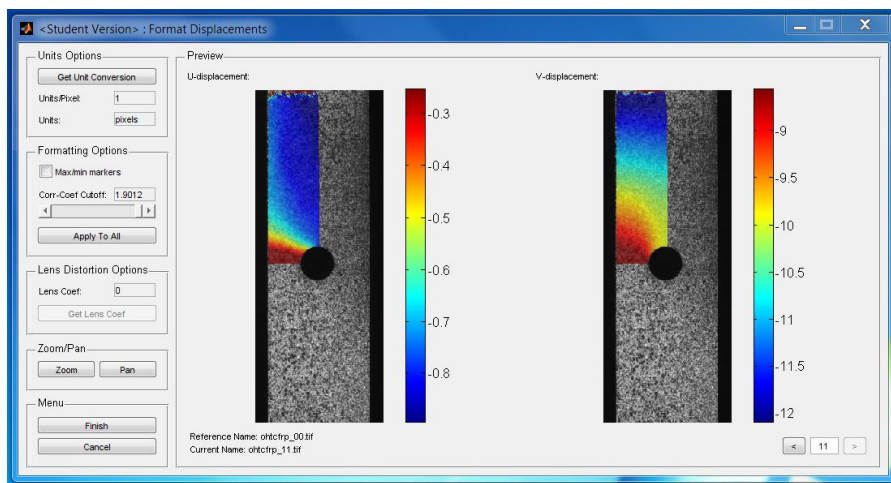 <Student Version> : Format Displacements
Units Options
Get Unit Conversion
Units/Pixel: 1
Units: pixels
Formatting Options
Max/min markers
Corr-Coef Cutoff: 1.9012
Apply To All
Lens Distortion Options
Lens Coef: 0
Get Lens Coef
Zoom/Pan
Zoom Pan
Menu
Finish
Cancel
Preview
U-displacement:
-0.3
-0.4
-0.5
-0.6
-0.7
-0.8
V-displacement:
-9
-9.5
-10
-10.5
-11
-11.5
-12
Reference Name: ohtcfrp_00.tif
Current Name: ohtcfrp_11.tif
< 11 >